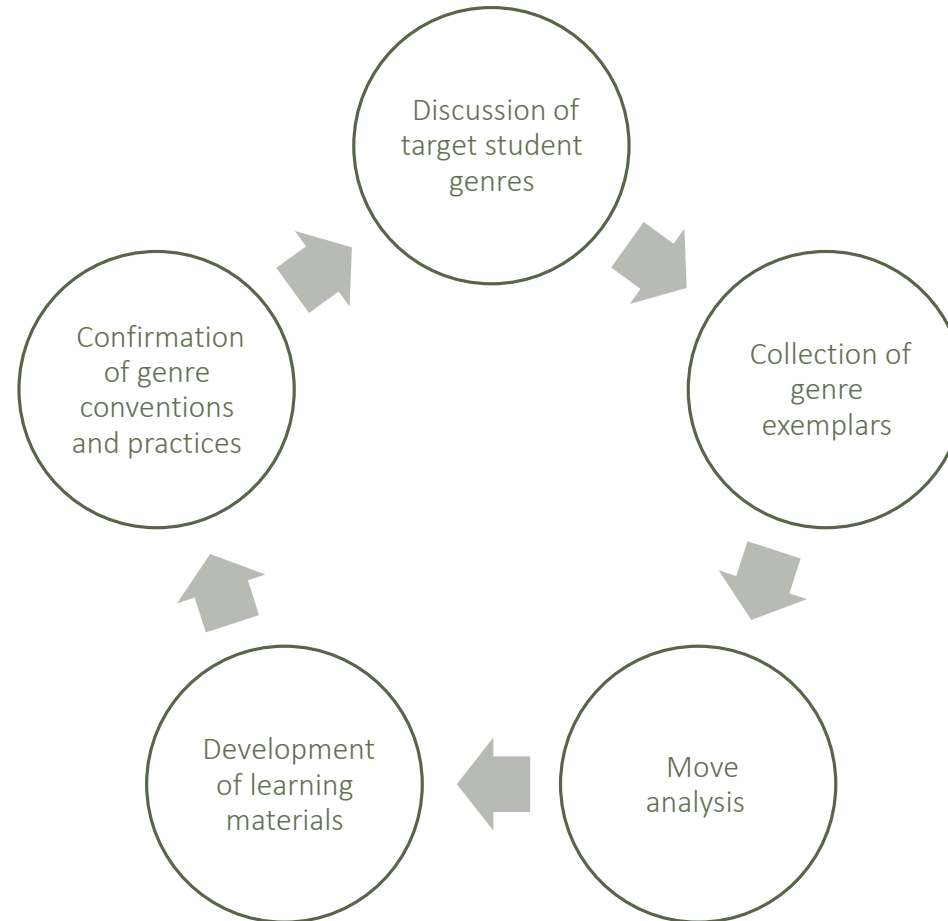 Discussion of
target student
genres
Collection of
genre
exemplars
Move
analysis
Development
of learning
materials
Confirmation
of genre
conventions
and practices